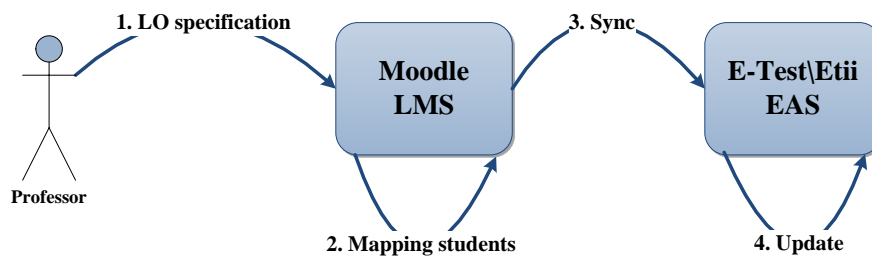 1. LO specification
3. Sync
Moodle
LMS
E-Test\Etii
EAS
Professor
2. Mapping students
4. Update